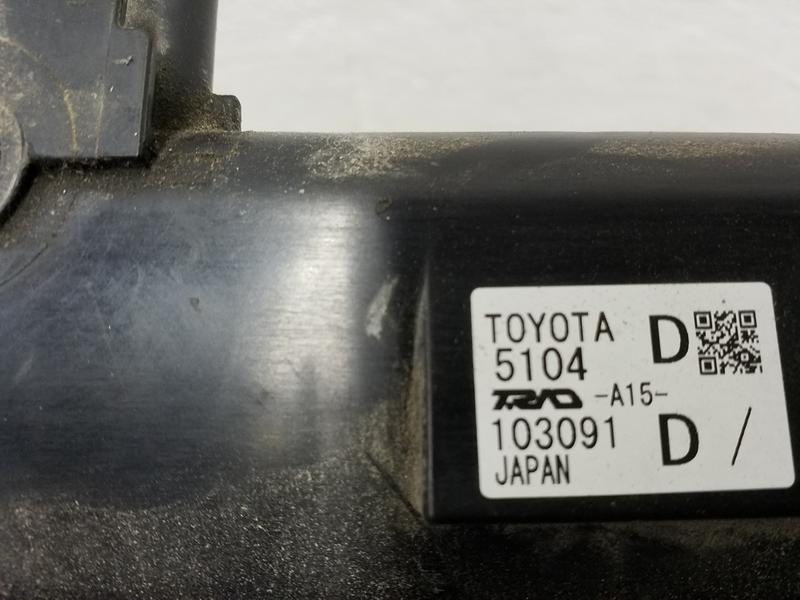 TOYOTA D
5104
TRAD -A15-
103091 D /
JAPAN